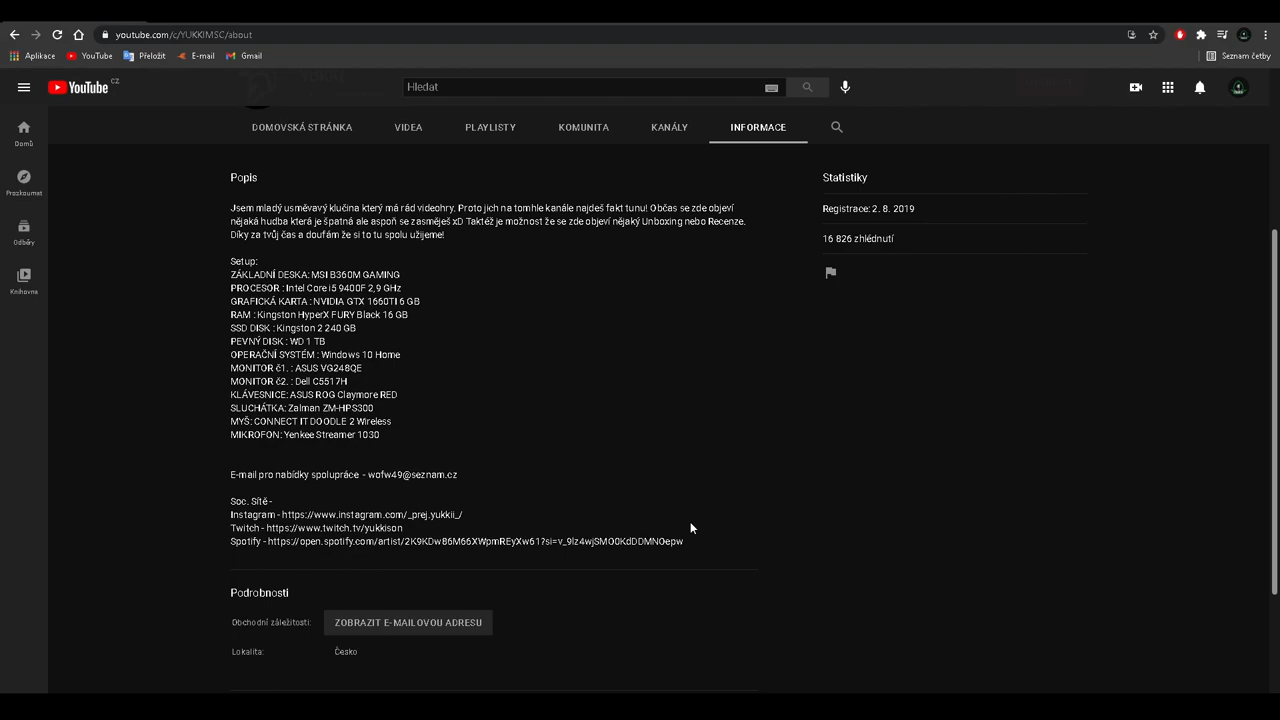 youtube.com/c/YUKKIMSC/about
Aplikace YouTube Přeložit E-mail Gmail Seznam četby
YouTube CZ Hledat
DOMOVSKÁ STRÁNKA VIDEA PLAYLISTY KOMUNITA KANÁLY INFORMACE
Domů
Prozkoumat
Odběry
Knihovna
Popis
Jsem mladý usměvavý klučina který má rád videohry. Proto jich na tomhle kanále najdeš fakt tunu! Občas se zde objeví
nějaká hudba která je špatná ale aspoň se zasměješ xD Taktéž je možnost že se zde objeví nějaký Unboxing nebo Recenze.
Díky za tvůj čas a doufám že si to tu spolu užijeme!
Setup:
ZÁKLADNÍ DESKA: MSI B360M GAMING
PROCESOR : Intel Core i5 9400F 2,9 GHz
GRAFICKÁ KARTA : NVIDIA GTX 1660TI 6 GB
RAM : Kingston HyperX FURY Black 16 GB
SSD DISK : Kingston 2 240 GB
PEVNÝ DISK : WD 1 TB
OPERAČNÍ SYSTÉM : Windows 10 Home
MONITOR č1. : ASUS VG248QE
MONITOR č2. : Dell C5517H
KLÁVESNICE: ASUS ROG Claymore RED
SLUCHÁTKA: Zalman ZM-HPS300
MYŠ: CONNECT IT DOODLE 2 Wireless
MIKROFON: Yenkee Streamer 1030
E-mail pro nabídky spolupráce - wofw49@seznam.cz
Soc. Sítě -
Instagram - https://www.instagram.com/_prej.yukkii_/
Twitch - https://www.twitch.tv/yukkison
Spotify - https://open.spotify.com/artist/2K9KDw86M66XWpmREyXw61?si=v_9lz4wjSMO0KdDDMNOepw
Podrobnosti
Obchodní záležitosti: ZOBRAZIT E-MAILOVOU ADRESU
Lokalita: Česko
Statistiky
Registrace: 2. 8. 2019
16 826 zhlédnutí